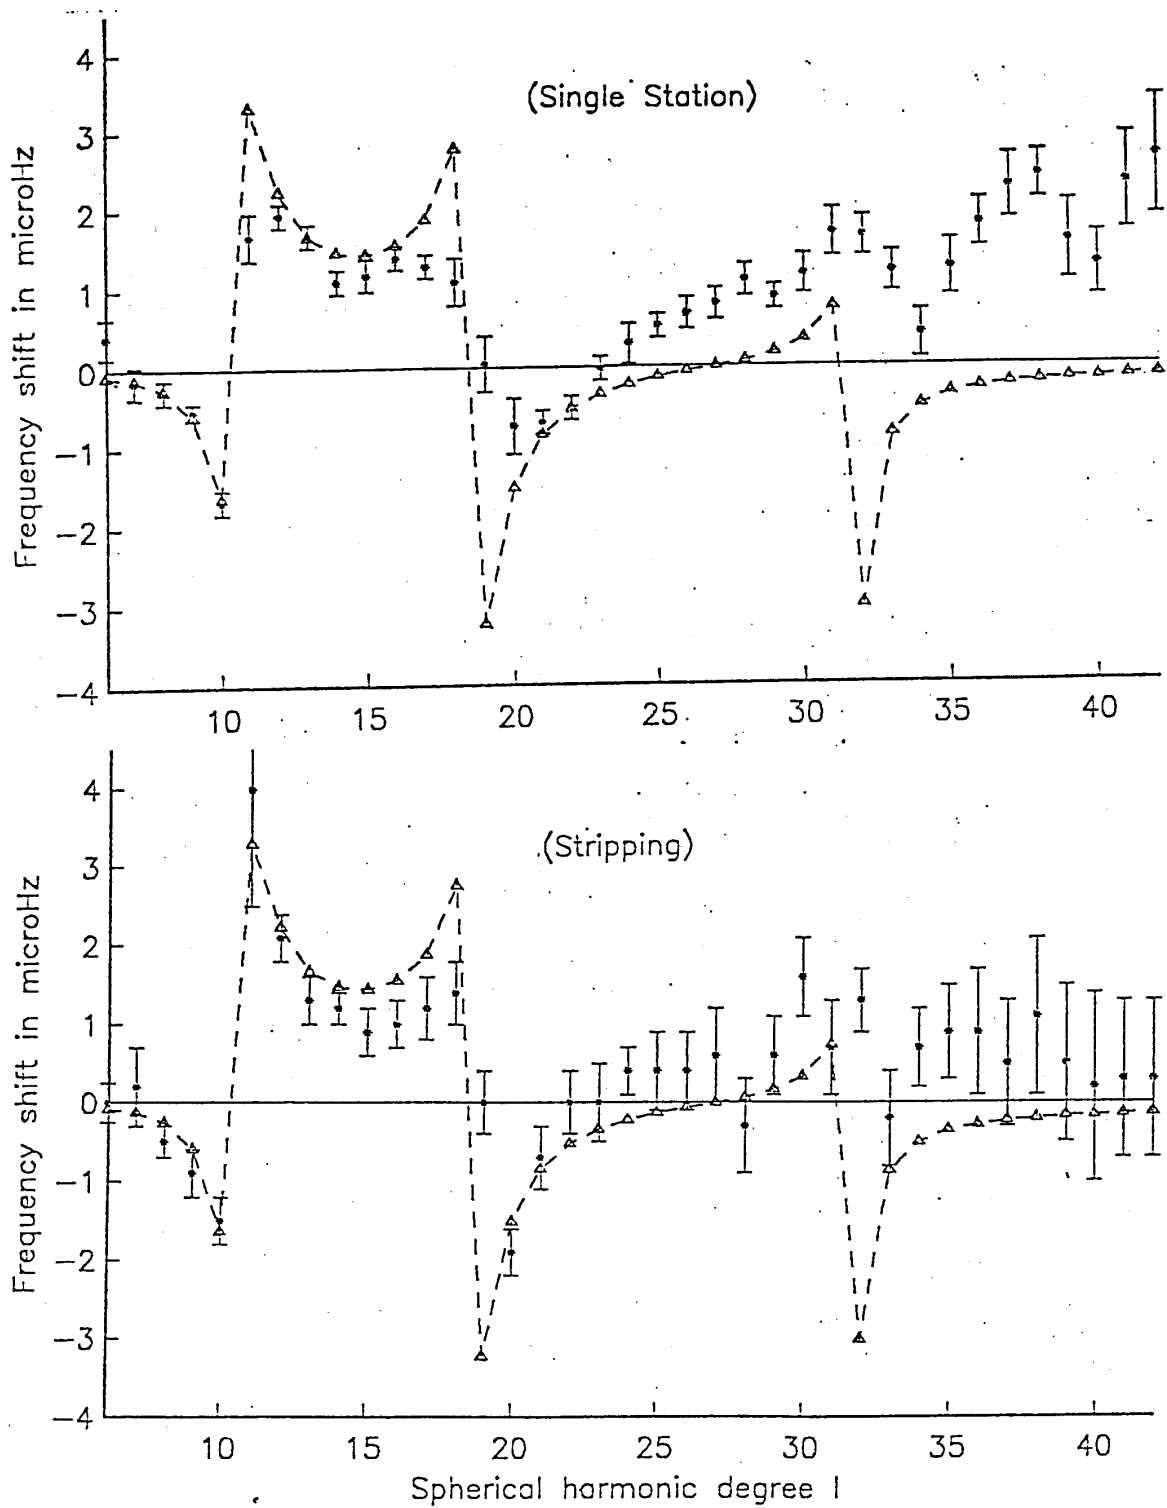 (Single Station)
Frequency shift in microHz
4
3
2
1
0
−1
−2
−3
−4
10 15 20 25 30 35 40
(Stripping)
Frequency shift in microHz
4
3
2
1
0
−1
−2
−3
−4
10 15 20 25 30 35 40
Spherical harmonic degree l